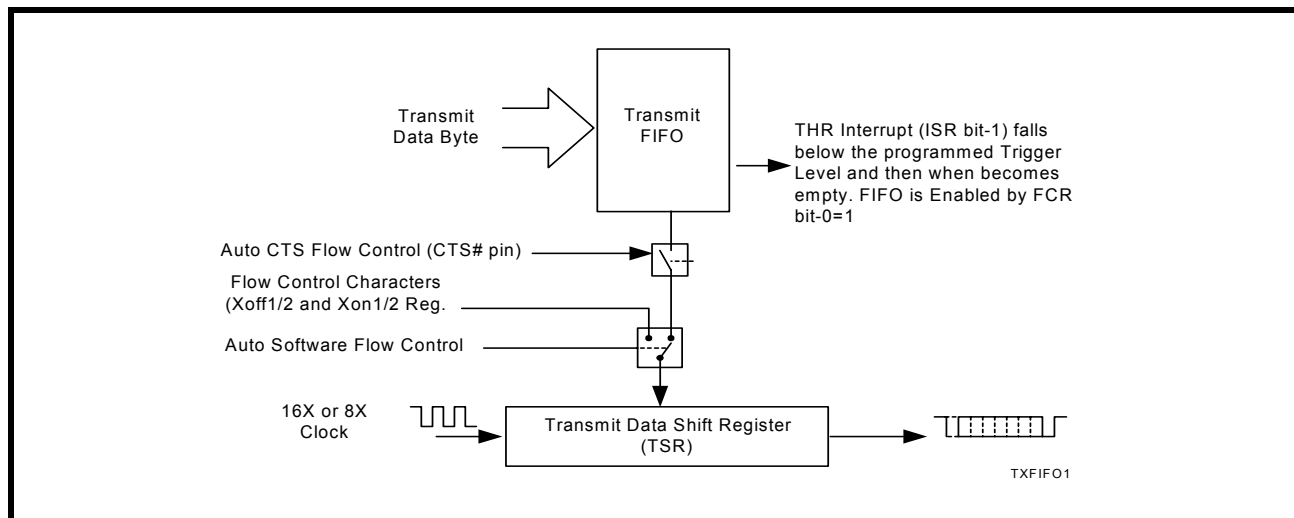 Transmit
Data Byte
Transmit
FIFO
THR Interrupt (ISR bit-1) falls
below the programmed Trigger
Level and then when becomes
empty. FIFO is Enabled by FCR
bit-0=1
Auto CTS Flow Control (CTS# pin)
Flow Control Characters
(Xoff1/2 and Xon1/2 Reg.
Auto Software Flow Control
16X or 8X
Clock
Transmit Data Shift Register
(TSR)
TXFIFO1